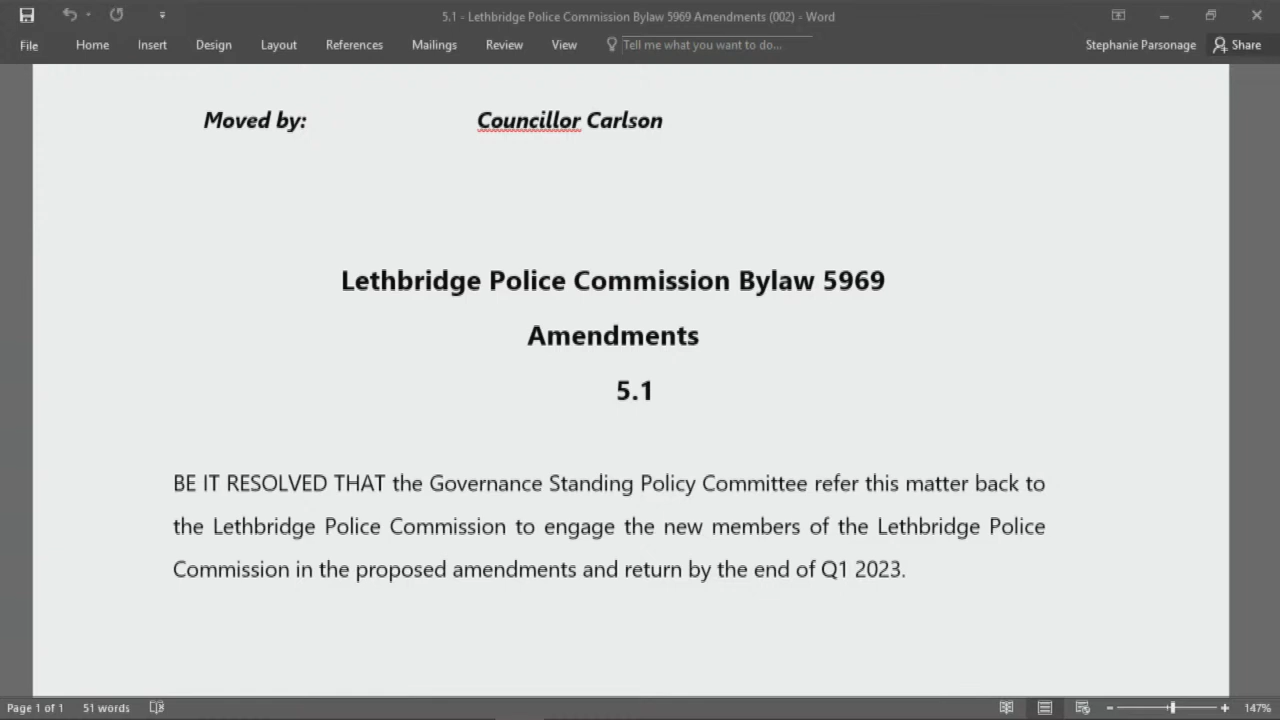 5.1 - Lethbridge Police Commission Bylaw 5969 Amendments (002) - Word
File Home Insert Design Layout References Mailings Review View Tell me what you want to do... Stephanie Parsonage Share
Moved by: Councillor Carlson
Lethbridge Police Commission Bylaw 5969
Amendments
5.1
BE IT RESOLVED THAT the Governance Standing Policy Committee refer this matter back to
the Lethbridge Police Commission to engage the new members of the Lethbridge Police
Commission in the proposed amendments and return by the end of Q1 2023.
Page 1 of 1 51 words 147%